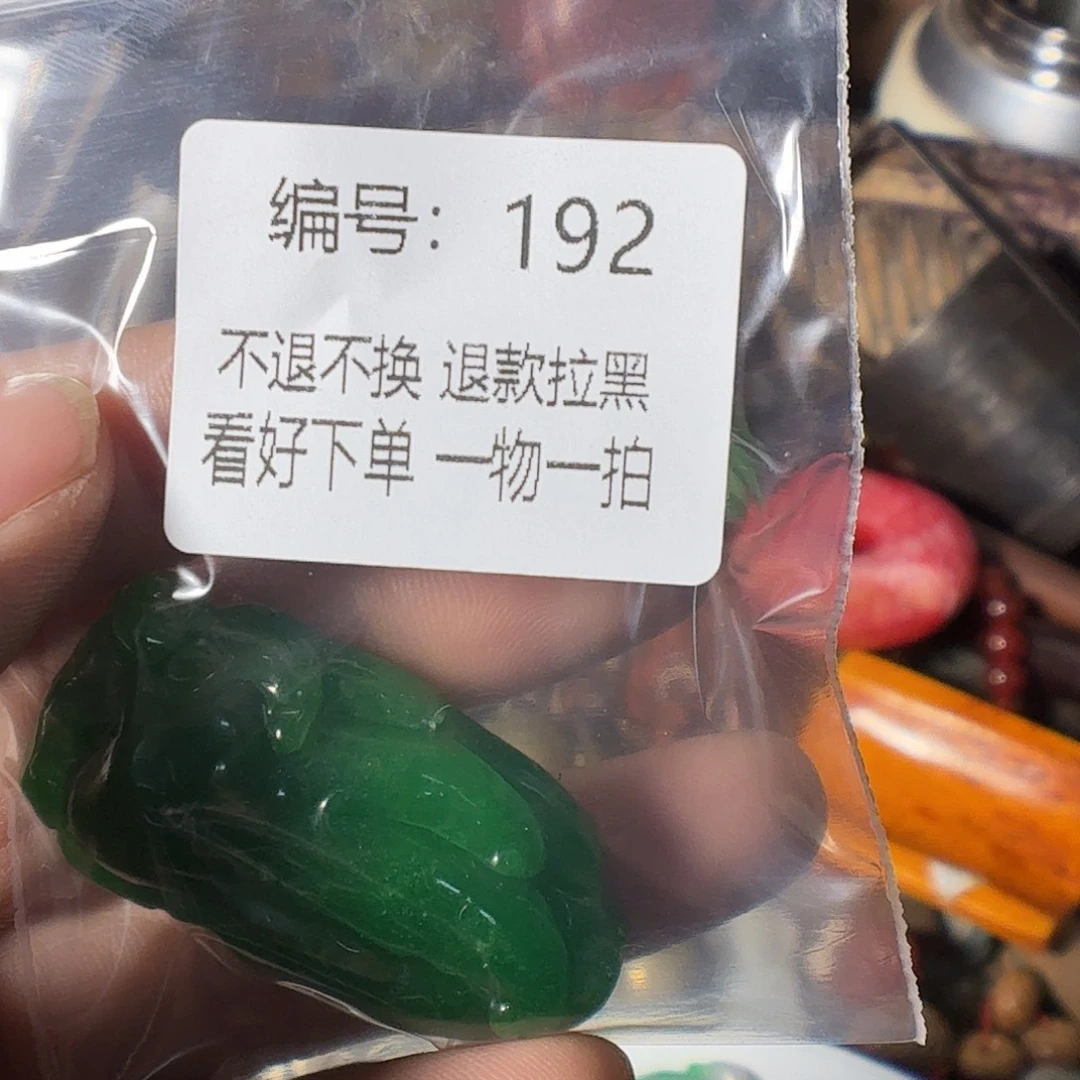 编号：192
不退不换 退款拉黑
看好下单 一物一拍